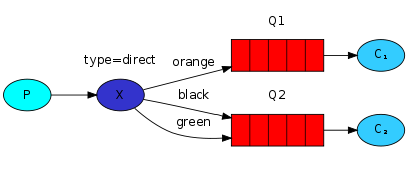 Q1
type=direct
orange
C₁
P
X
black
Q2
green
C₂